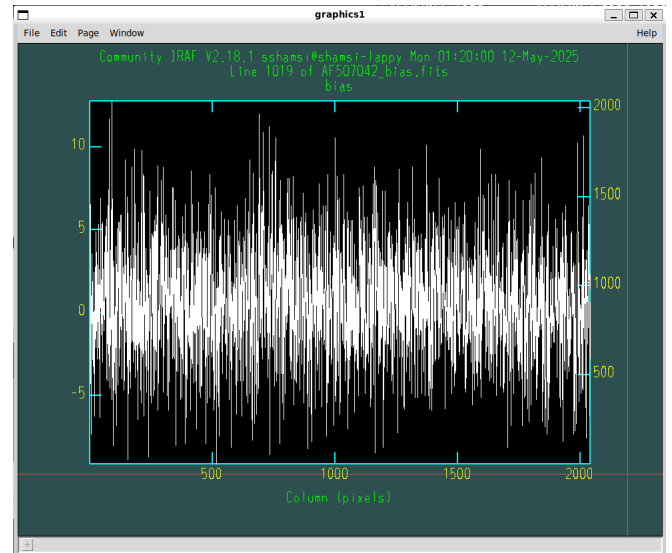 graphics1
File Edit Page Window Help
Community IRAF V2.18.1 sshamsi@shamsi-lappy Mon 01:20:00 12-May-2025
Line 1019 of AF507042_bias.fits
bias
2000
10
1500
5
1000
0
500
-5
500 1000 1500 2000
Column (pixels)